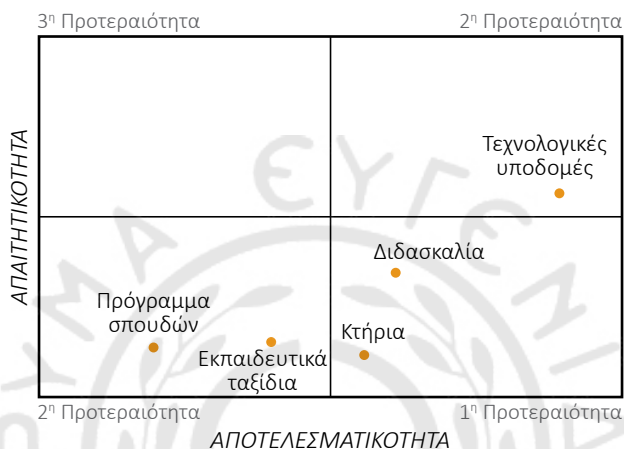 3η Προτεραιότητα
2η Προτεραιότητα
ΑΠΑΙΤΗΤΙΚΟΤΗΤΑ
Τεχνολογικές
υποδομές
Διδασκαλία
Πρόγραμμα
σπουδών
Κτήρια
Εκπαιδευτικά
ταξίδια
2η Προτεραιότητα
1η Προτεραιότητα
ΑΠΟΤΕΛΕΣΜΑΤΙΚΟΤΗΤΑ